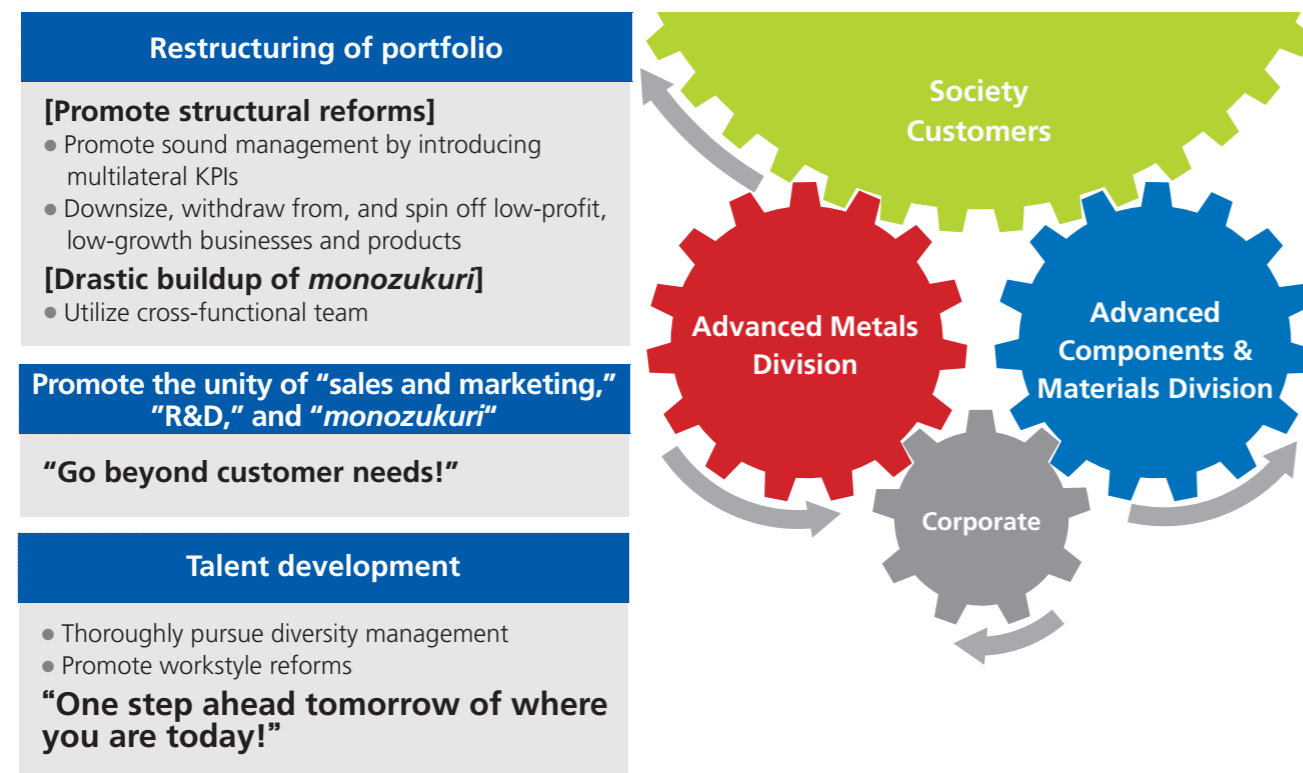 Restructuring of portfolio
[Promote structural reforms]
● Promote sound management by introducing
multilateral KPIs
● Downsize, withdraw from, and spin off low-profit,
low-growth businesses and products
[Drastic buildup of monozukuri]
● Utilize cross-functional team
Promote the unity of “sales and marketing,”
”R&D,” and “monozukuri“
“Go beyond customer needs!”
Talent development
● Thoroughly pursue diversity management
● Promote workstyle reforms
“One step ahead tomorrow of where
you are today!”
Society
Customers
Advanced Metals
Division
Advanced
Components &
Materials Division
Corporate